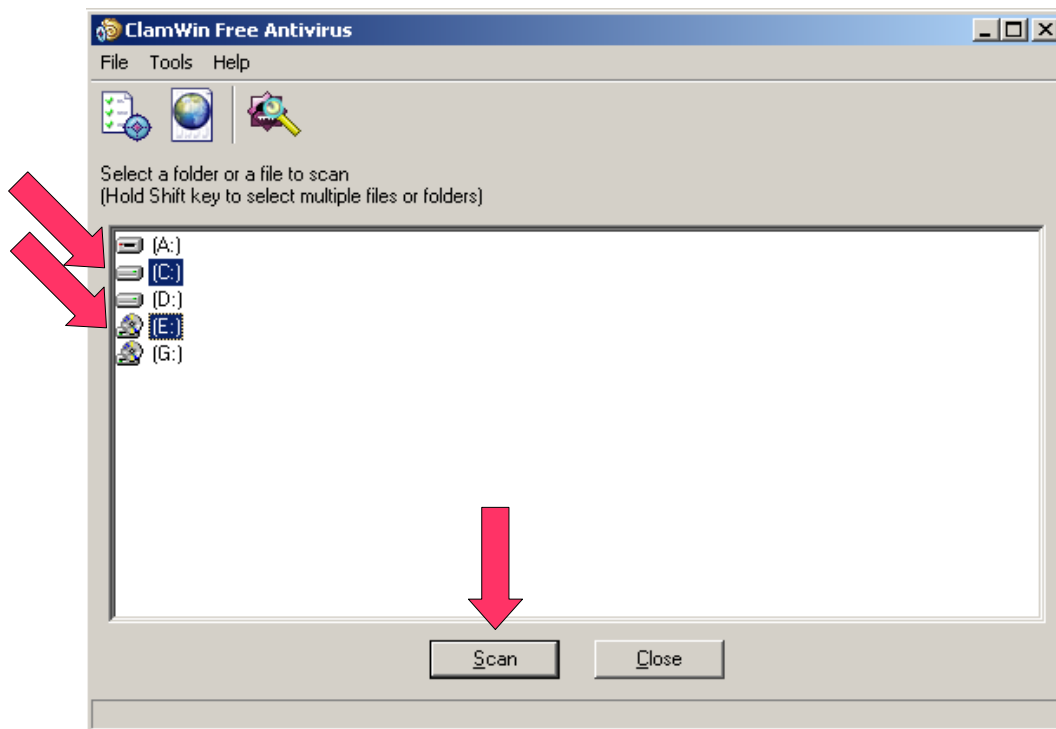 ClamWin Free Antivirus
File Tools Help
Select a folder or a file to scan
(Hold Shift key to select multiple files or folders)
(A:)
(C:)
(D:)
(E:)
(G:)
Scan Close